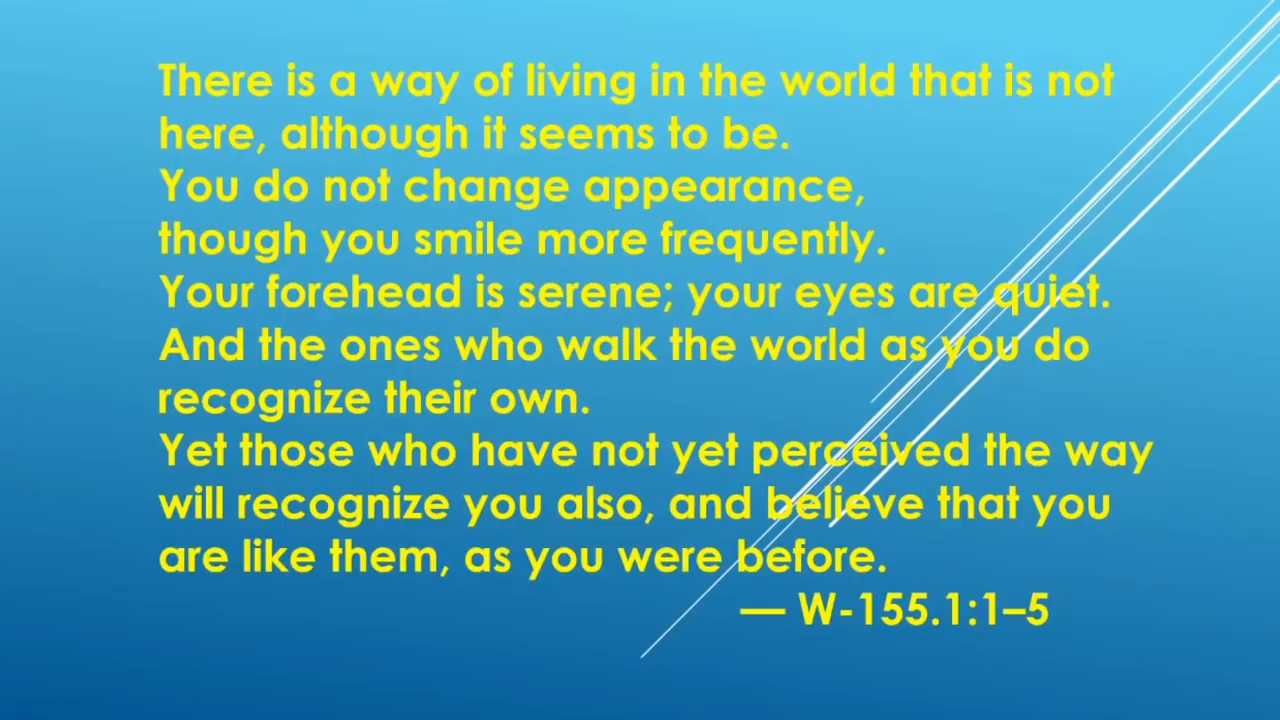 There is a way of living in the world that is not
here, although it seems to be.
You do not change appearance,
though you smile more frequently.
Your forehead is serene; your eyes are quiet.
And the ones who walk the world as you do
recognize their own.
Yet those who have not yet perceived the way
will recognize you also, and believe that you
are like them, as you were before.
— W-155.1:1–5